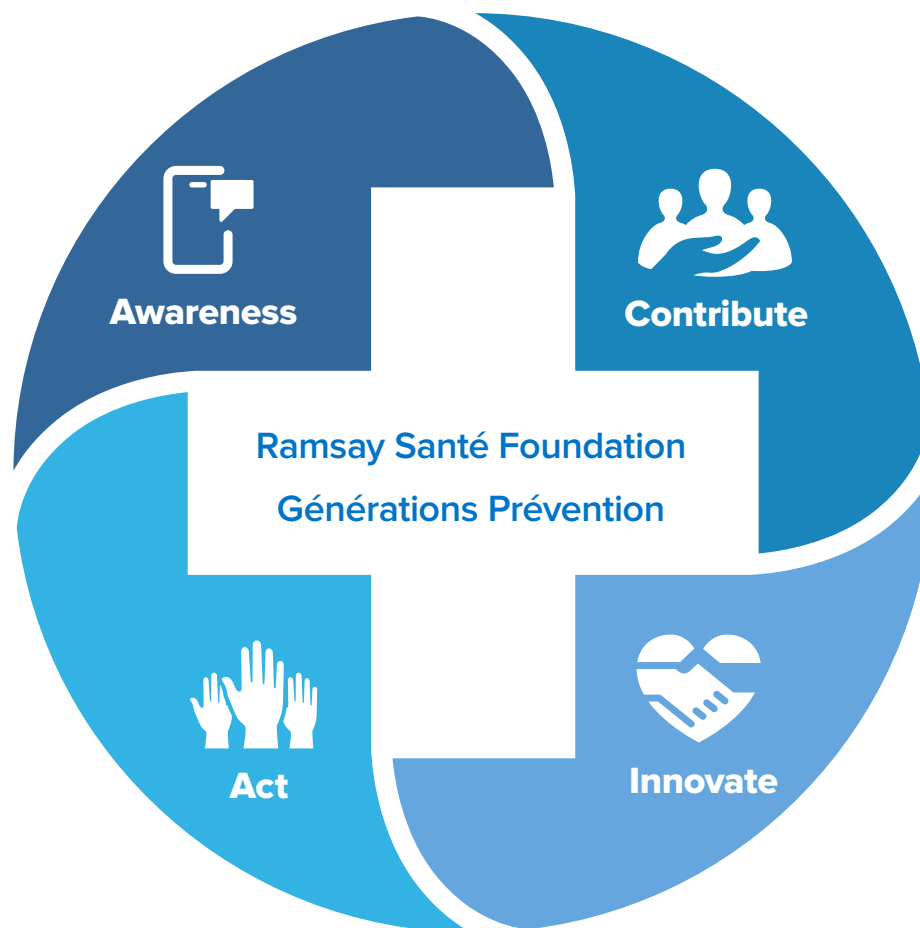 Awareness
Contribute
Ramsay Santé Foundation
Générations Prévention
Act
Innovate